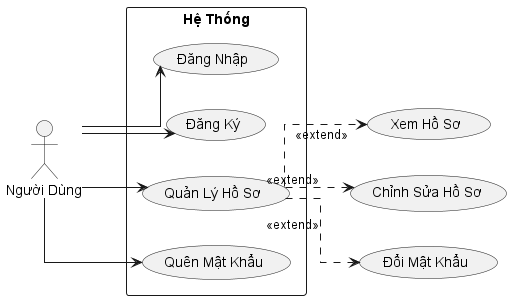 Hệ Thống
Đăng Nhập
Đăng Ký
Xem Hồ Sơ
«extend»
Người Dùng
Quản Lý Hồ Sơ
«extend»
Chỉnh Sửa Hồ Sơ
«extend»
Quên Mật Khẩu
Đổi Mật Khẩu